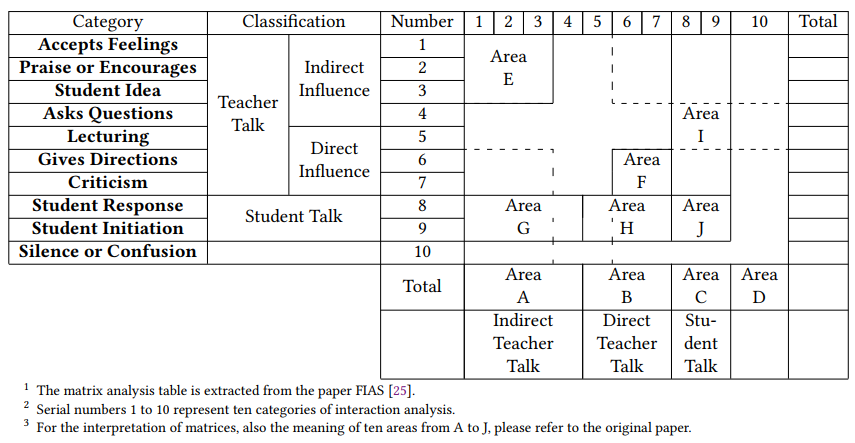 Category Classification Number 1 2 3 4 5 6 7 8 9 10 Total
Accepts Feelings 1
Praise or Encourages 2
Student Idea 3
Asks Questions 4
Lecturing 5
Gives Directions 6
Criticism 7
Student Response 8
Student Initiation 9
Silence or Confusion 10
Teacher
Talk
Indirect
Influence
Direct
Influence
Student Talk
Area
E
Area
I
Area
F
Area
G
Area
H
Area
J
Total
Area
A
Area
B
Area
C
Area
D
Indirect
Teacher
Talk
Direct
Teacher
Talk
Stu-
dent
Talk
1 The matrix analysis table is extracted from the paper FIAS [25].
2 Serial numbers 1 to 10 represent ten categories of interaction analysis.
3 For the interpretation of matrices, also the meaning of ten areas from A to J, please refer to the original paper.